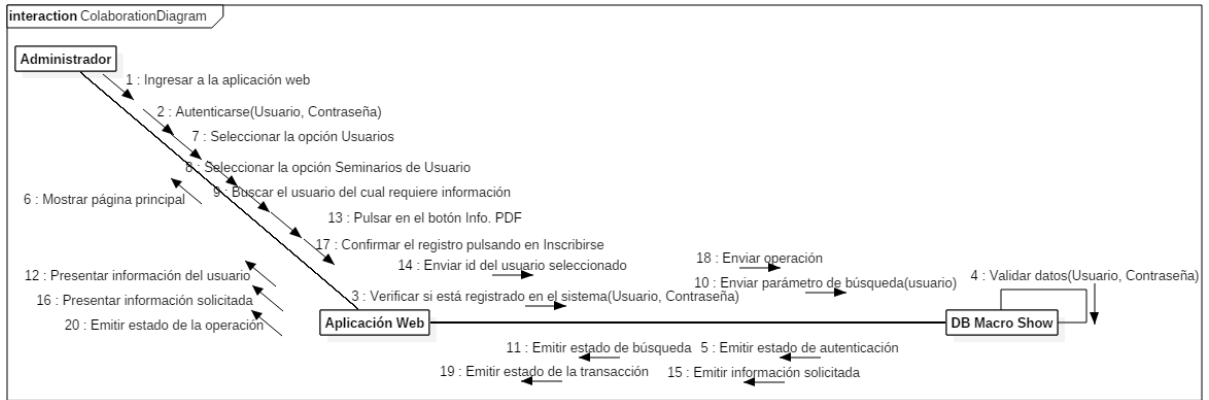 interaction ColaborationDiagram
Administrador
1 : Ingresar a la aplicación web
2 : Autenticarse(Usuario, Contraseña)
7 : Seleccionar la opción Usuarios
8 : Seleccionar la opción Seminarios de Usuario
9 : Buscar el usuario del cual requiere información
6 : Mostrar página principal
13 : Pulsar en el botón Info. PDF
17 : Confirmar el registro pulsando en Inscribirse
14 : Enviar id del usuario seleccionado
18 : Enviar operación
12 : Presentar información del usuario
10 : Enviar parámetro de búsqueda(usuario)
4 : Validar datos(Usuario, Contraseña)
16 : Presentar información solicitada
3 : Verificar si está registrado en el sistema(Usuario, Contraseña)
20 : Emitir estado de la operación
Aplicación Web
DB Macro Show
11 : Emitir estado de búsqueda
5 : Emitir estado de autenticación
19 : Emitir estado de la transacción
15 : Emitir información solicitada